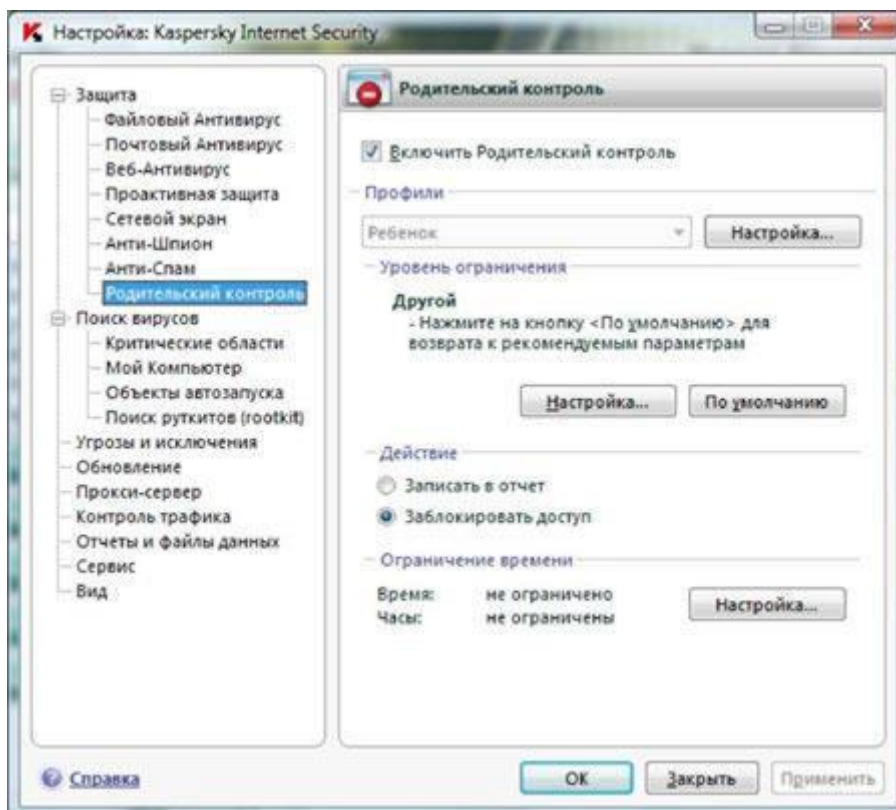 Настройка: Kaspersky Internet Security
Защита
Файловый Антивирус
Почтовый Антивирус
Веб-Антивирус
Проактивная защита
Сетевой экран
Анти-Шпион
Анти-Спам
Родительский контроль
Поиск вирусов
Критические области
Мой Компьютер
Объекты автозапуска
Поиск руткитов (rootkit)
Угрозы и исключения
Обновление
Прокси-сервер
Контроль трафика
Отчеты и файлы данных
Сервис
Вид
Родительский контроль
Включить Родительский контроль
Профили
Ребенок
Настройка...
Уровень ограничения
Другой
- Нажмите на кнопку <По умолчанию> для
возврата к рекомендуемым параметрам
Настройка... По умолчанию
Действие
Записать в отчет
Заблокировать доступ
Ограничение времени
Время: не ограничено
Часы: не ограничены
Настройка...
Справка
ОК Закрыть Применить